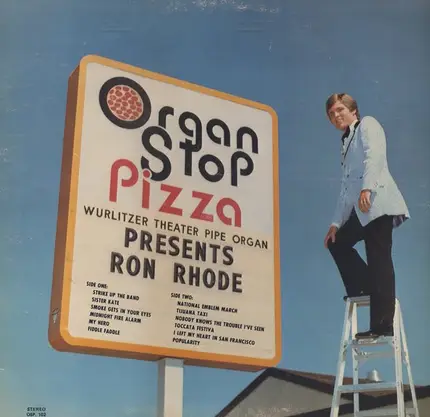 Organ
Stop
Pizza
WURLITZER THEATER PIPE ORGAN
PRESENTS
RON RHODE
SIDE ONE:
STRIKE UP THE BAND
SISTER KATE
SMOKE GETS IN YOUR EYES
MIDNIGHT FIRE ALARM
MY HERO
FIDDLE FADDLE
SIDE TWO:
NATIONAL EMBLEM MARCH
TIJUANA TAXI
NOBODY KNOWS THE TROUBLE I'VE SEEN
TOCCATA FESTIVA
I LEFT MY HEART IN SAN FRANCISCO
POPULARITY
STEREO
OSP. 102